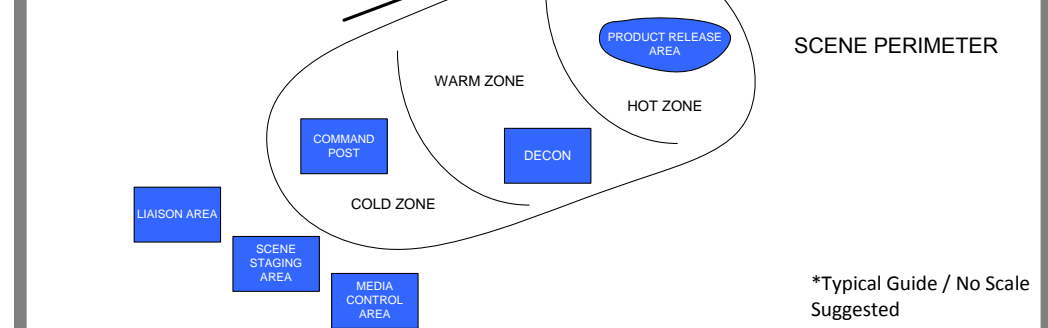 PRODUCT RELEASE
AREA
SCENE PERIMETER
WARM ZONE
HOT ZONE
COMMAND
POST
DECON
COLD ZONE
LIAISON AREA
SCENE
STAGING
AREA
MEDIA
CONTROL
AREA
*Typical Guide / No Scale
Suggested